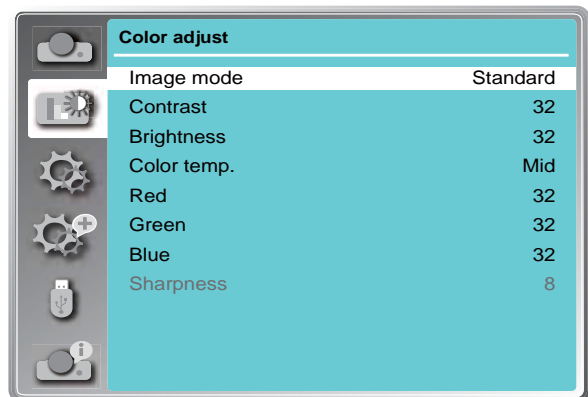 Color adjust
Image mode Standard
Contrast 32
Brightness 32
Color temp. Mid
Red 32
Green 32
Blue 32
Sharpness 8